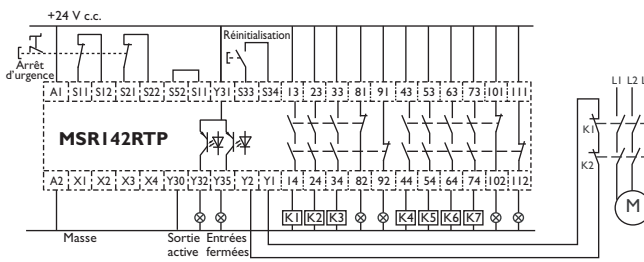 +24 V c.c.
Arrêt
d'urgence
Réinitialisation
A1 S11 S12 S21 S22 S52 S11 Y31 S33 S34 13 23 33 81 91 43 53 63 73 101 111
L1 L2 L
MSR142RTP
K1
K2
A2 X1 X2 X3 X4 Y30 Y32 Y35 Y2 Y1 14 24 34 82 92 44 54 64 74 102 112
K1 K2 K3 K4 K5 K6 K7
M
Masse
Sortie
active
Entrées
fermées